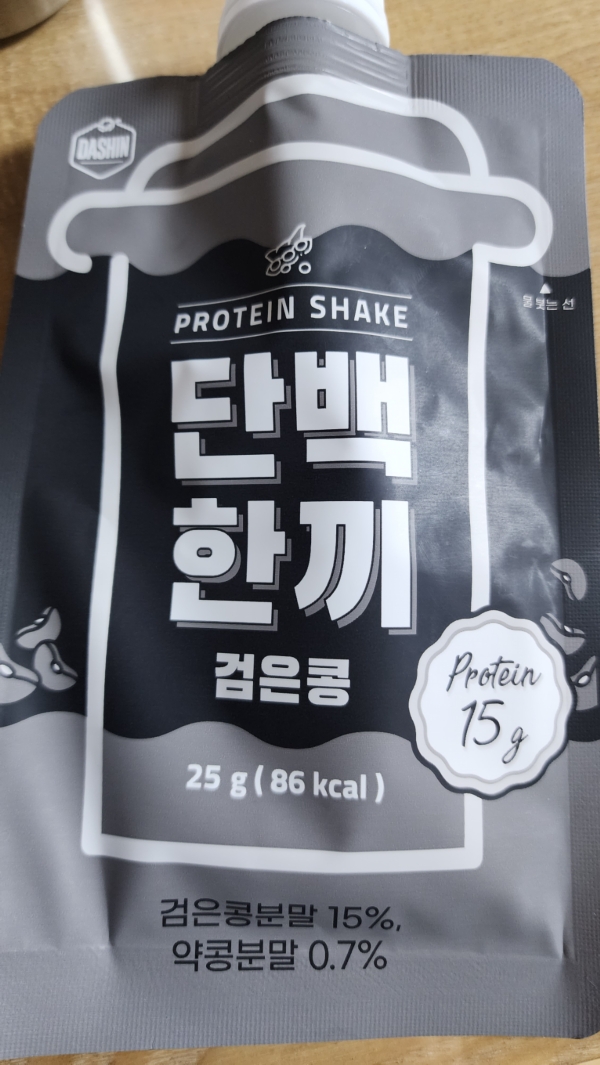 DASHIN
물 붓는 선
PROTEIN SHAKE
단백
한끼
검은콩
Protein
15 g
25 g ( 86 kcal )
검은콩분말 15%,
약콩분말 0.7%